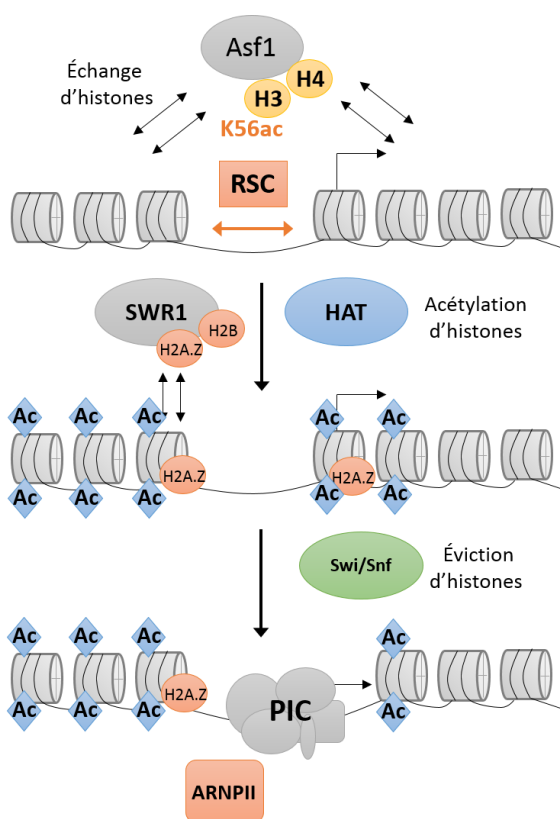 Asf1
Échange
d’histones
H3
H4
K56ac
RSC
SWR1
H2A.Z
H2B
HAT
Acétylation
d’histones
Ac
Ac
Ac
Ac
Ac
H2A.Z
H2A.Z
Ac
Ac
Ac
Ac
Ac
Swi/Snf
Éviction
d’histones
Ac
Ac
Ac
Ac
H2A.Z
Ac
Ac
Ac
PIC
Ac
ARNPII